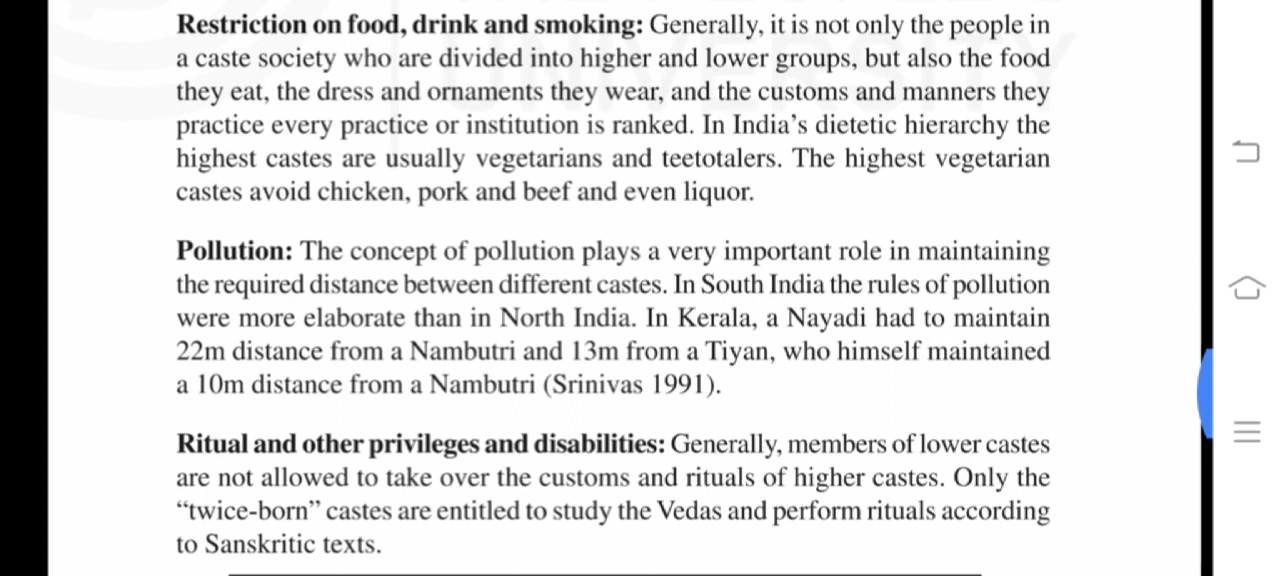 Restriction on food, drink and smoking: Generally, it is not only the people in
a caste society who are divided into higher and lower groups, but also the food
they eat, the dress and ornaments they wear, and the customs and manners they
practice every practice or institution is ranked. In India’s dietetic hierarchy the
highest castes are usually vegetarians and teetotalers. The highest vegetarian
castes avoid chicken, pork and beef and even liquor.
Pollution: The concept of pollution plays a very important role in maintaining
the required distance between different castes. In South India the rules of pollution
were more elaborate than in North India. In Kerala, a Nayadi had to maintain
22m distance from a Nambutri and 13m from a Tiyan, who himself maintained
a 10m distance from a Nambutri (Srinivas 1991).
Ritual and other privileges and disabilities: Generally, members of lower castes
are not allowed to take over the customs and rituals of higher castes. Only the
“twice-born” castes are entitled to study the Vedas and perform rituals according
to Sanskritic texts.